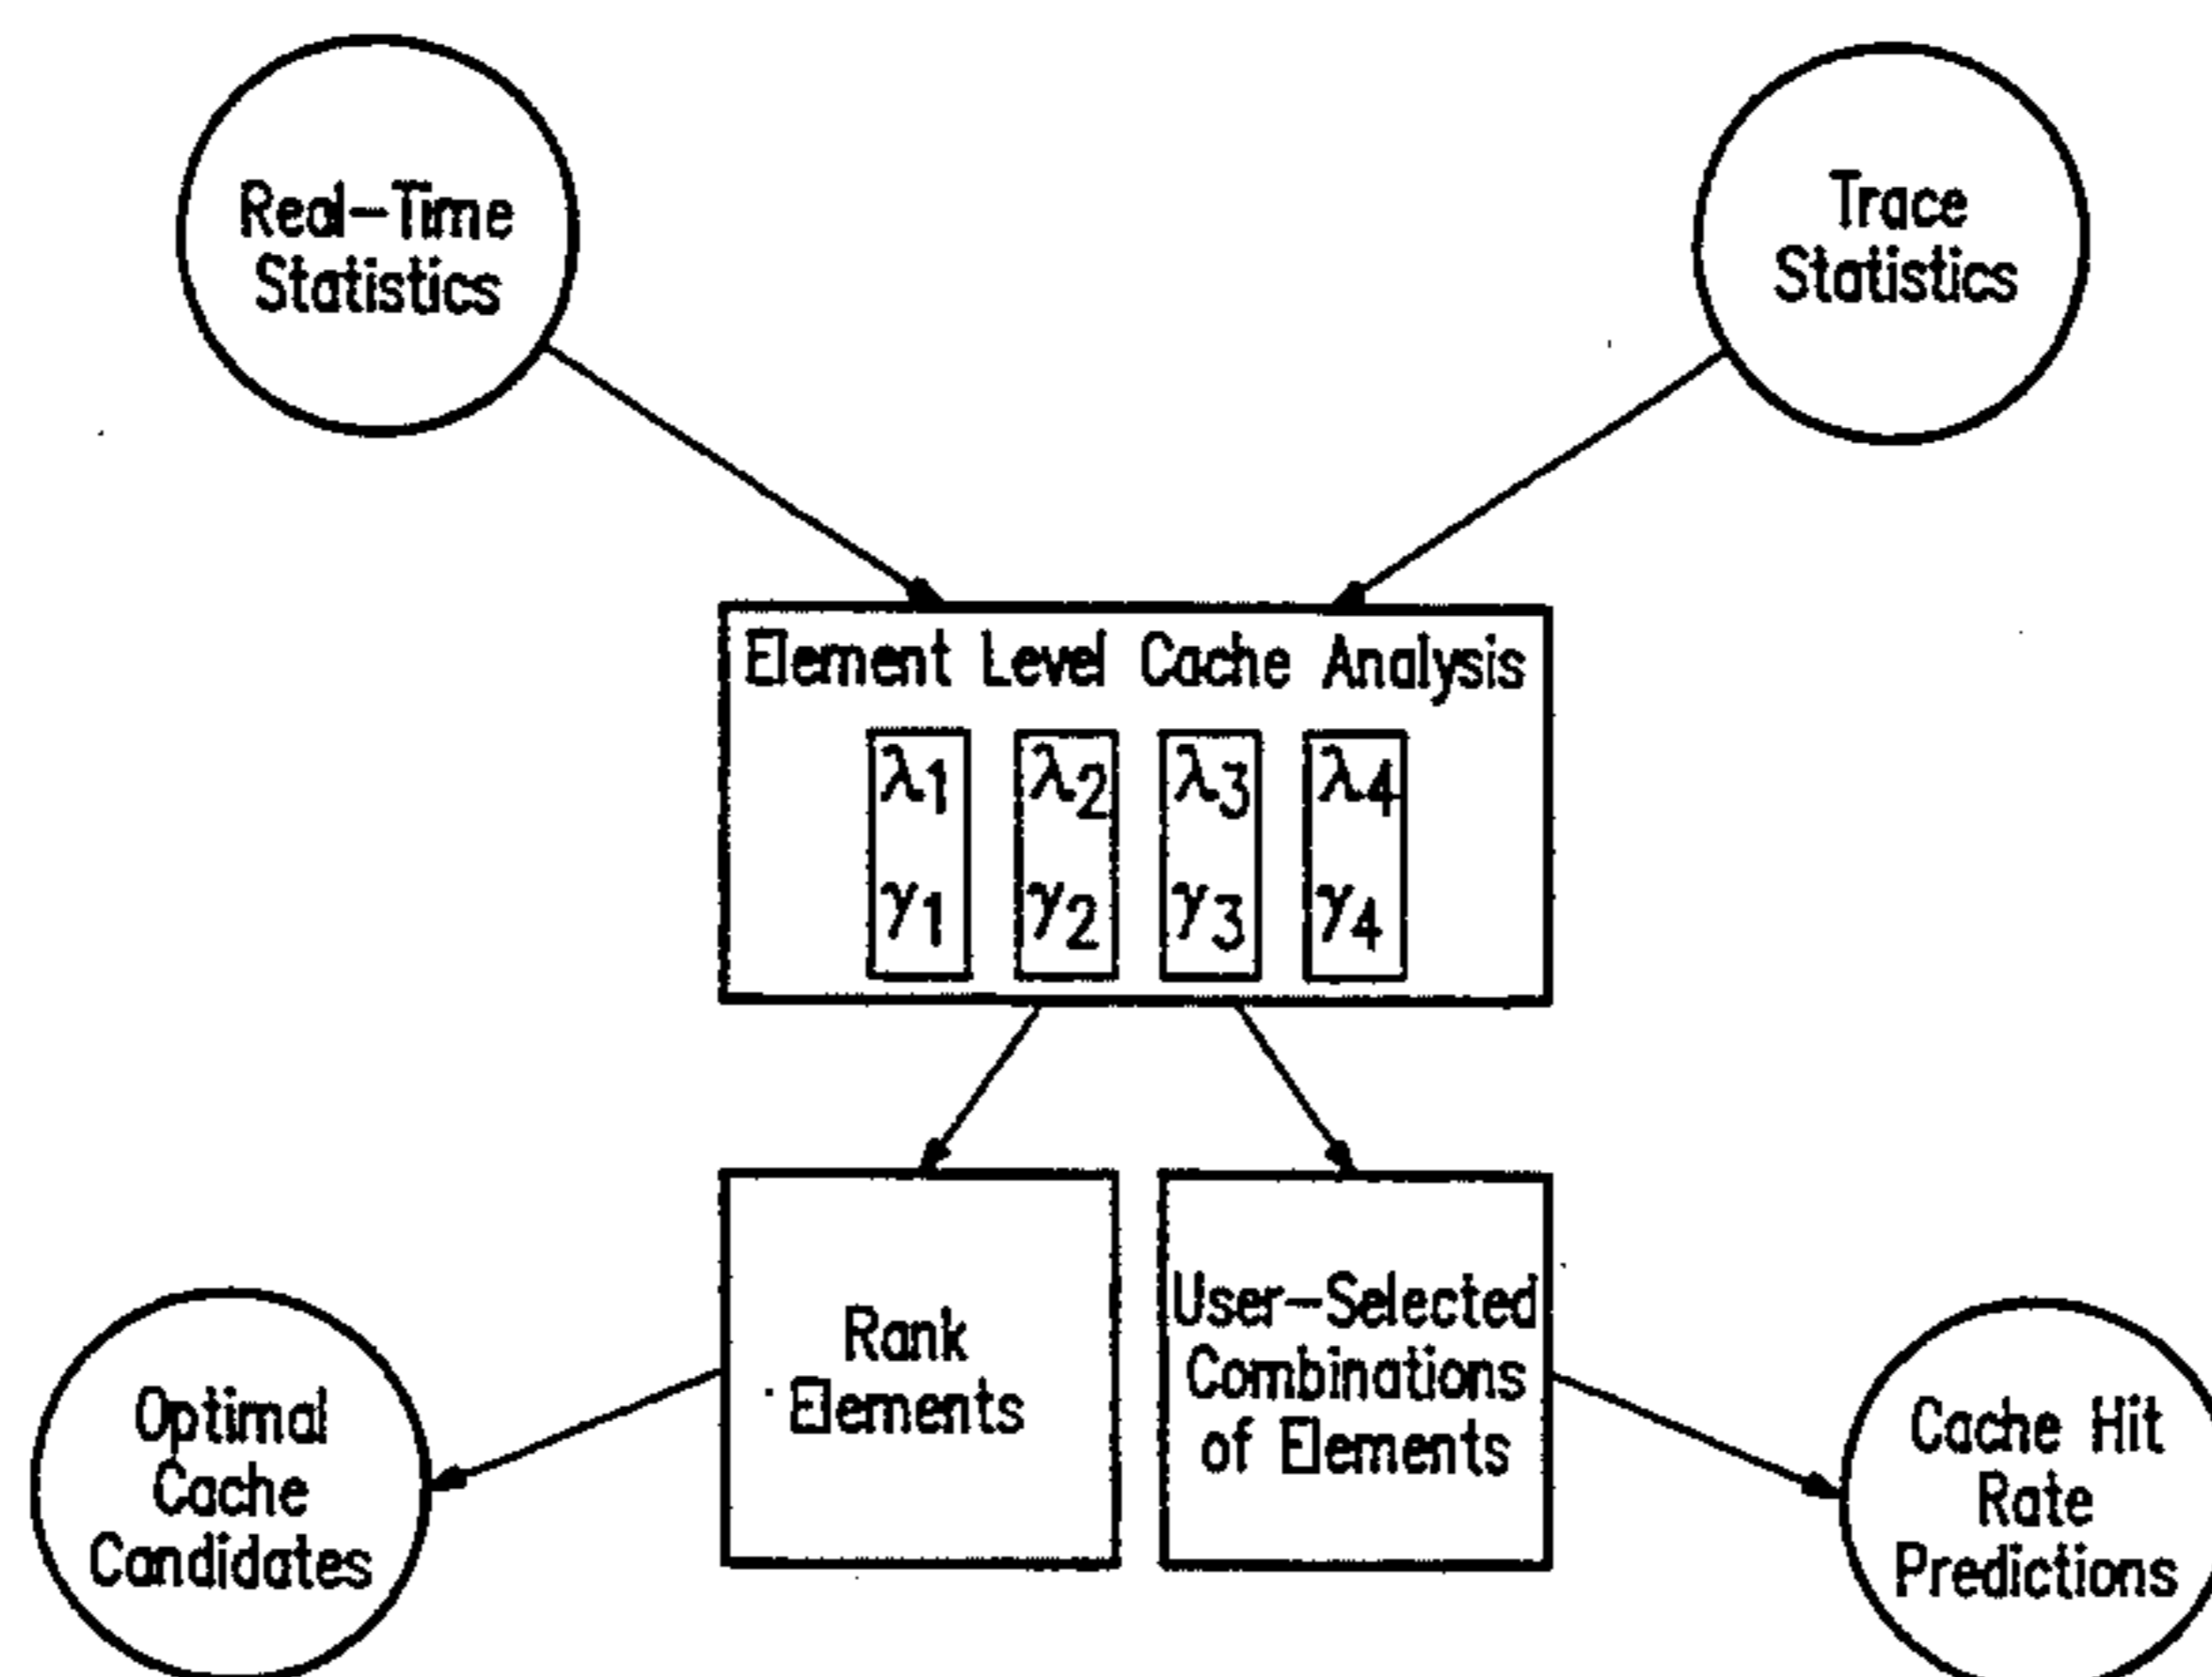 Real-Time
Statistics
Trace
Statistics
Element Level Cache Analysis
λ1 λ2 λ3 λ4
γ1 γ2 γ3 γ4
Rank
Elements
User-Selected
Combinations
of Elements
Optimal
Cache
Candidates
Cache Hit
Rate
Predictions